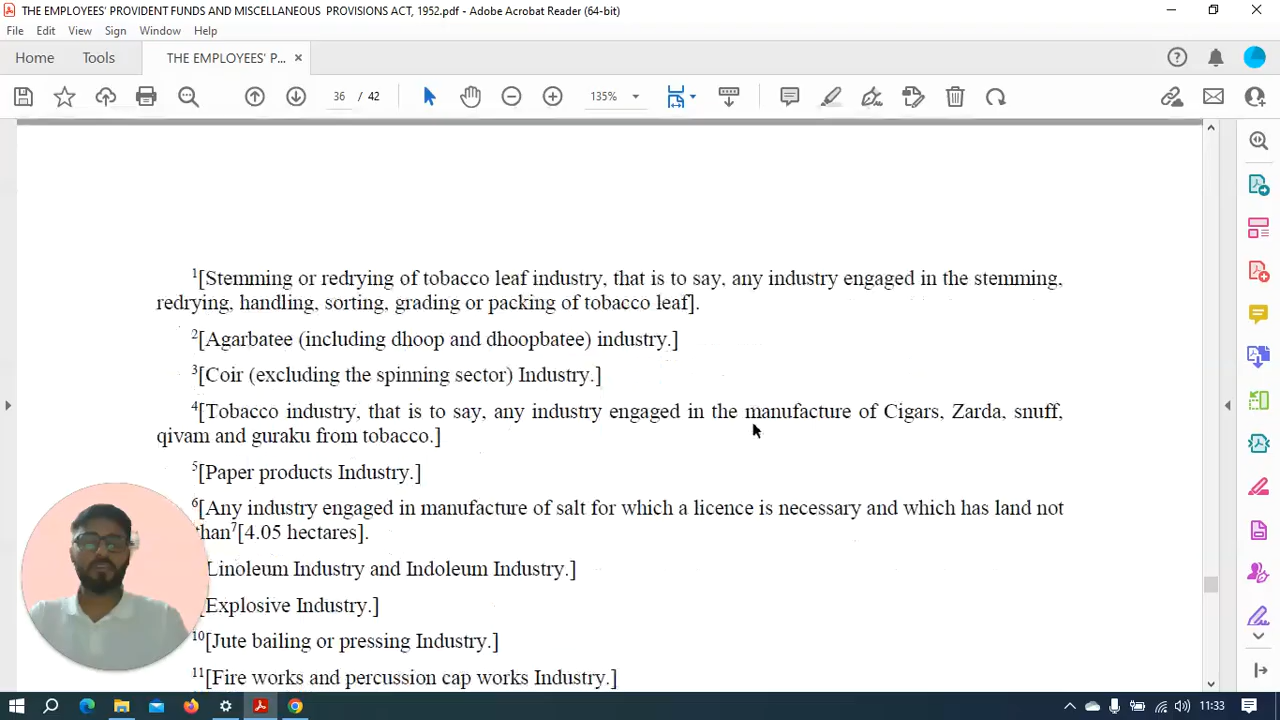 THE EMPLOYEES' PROVIDENT FUNDS AND MISCELLANEOUS PROVISIONS ACT, 1952.pdf - Adobe Acrobat Reader (64-bit)
File Edit View Sign Window Help
Home Tools THE EMPLOYEES' P... ×
36 / 42 135%
1[Stemming or redrying of tobacco leaf industry, that is to say, any industry engaged in the stemming,
redrying, handling, sorting, grading or packing of tobacco leaf].
2[Agarbatee (including dhoop and dhoopbatee) industry.]
3[Coir (excluding the spinning sector) Industry.]
4[Tobacco industry, that is to say, any industry engaged in the manufacture of Cigars, Zarda, snuff,
qivam and guraku from tobacco.]
5[Paper products Industry.]
6[Any industry engaged in manufacture of salt for which a licence is necessary and which has land not
than 7[4.05 hectares].
Linoleum Industry and Indoleum Industry.]
[Explosive Industry.]
10[Jute bailing or pressing Industry.]
11[Fire works and percussion cap works Industry.]
11:33